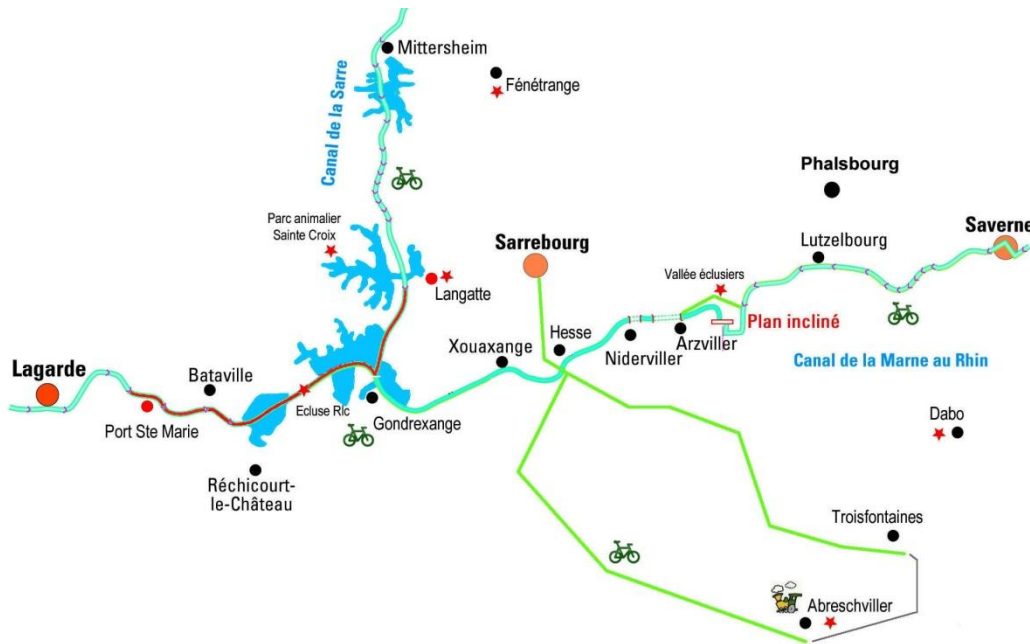 Mittersheim
Fénétrange
Canal de la Sarre
Phalsbourg
Parc animalier
Sainte Croix
Sarrebourg
Saverne
Lutzelbourg
Langatte
Vallée éclusiers
Plan incliné
Hesse
Xouaxange
Niderviller
Arzviller
Canal de la Marne au Rhin
Lagarde
Bataville
Ecluse Rlc
Port Ste Marie
Gondrexange
Dabo
Réchicourt-
le-Château
Troisfontaines
Abreschviller